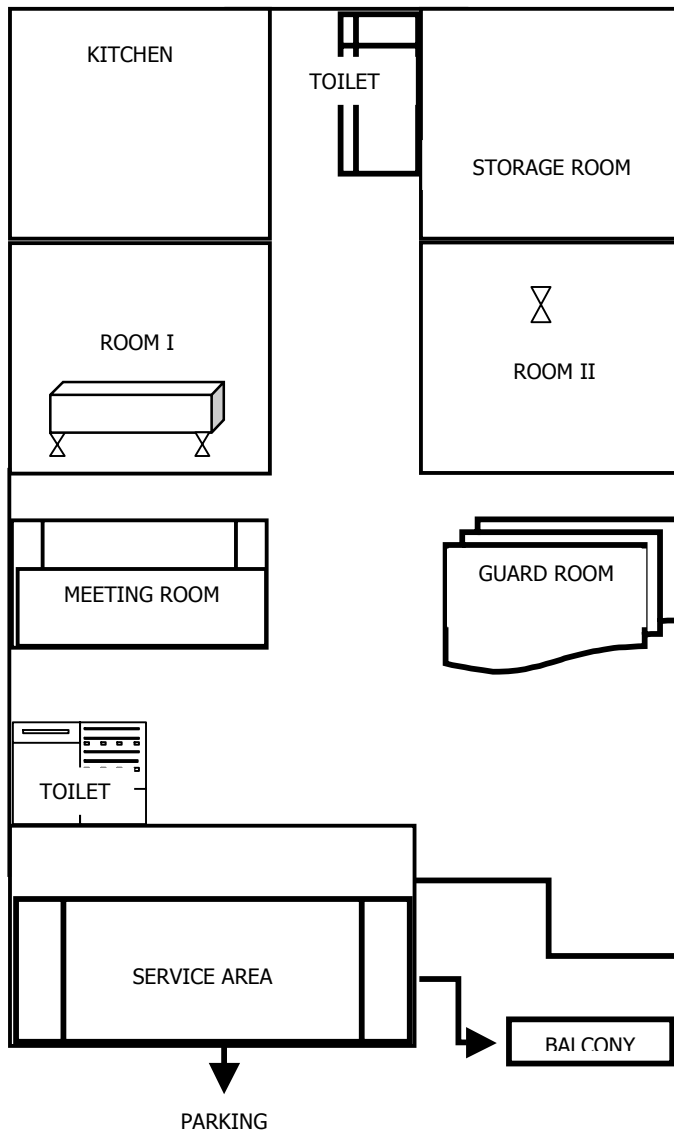 KITCHEN
TOILET
STORAGE ROOM
ROOM I
ROOM II
MEETING ROOM
GUARD ROOM
TOILET
SERVICE AREA
BALCONY
PARKING